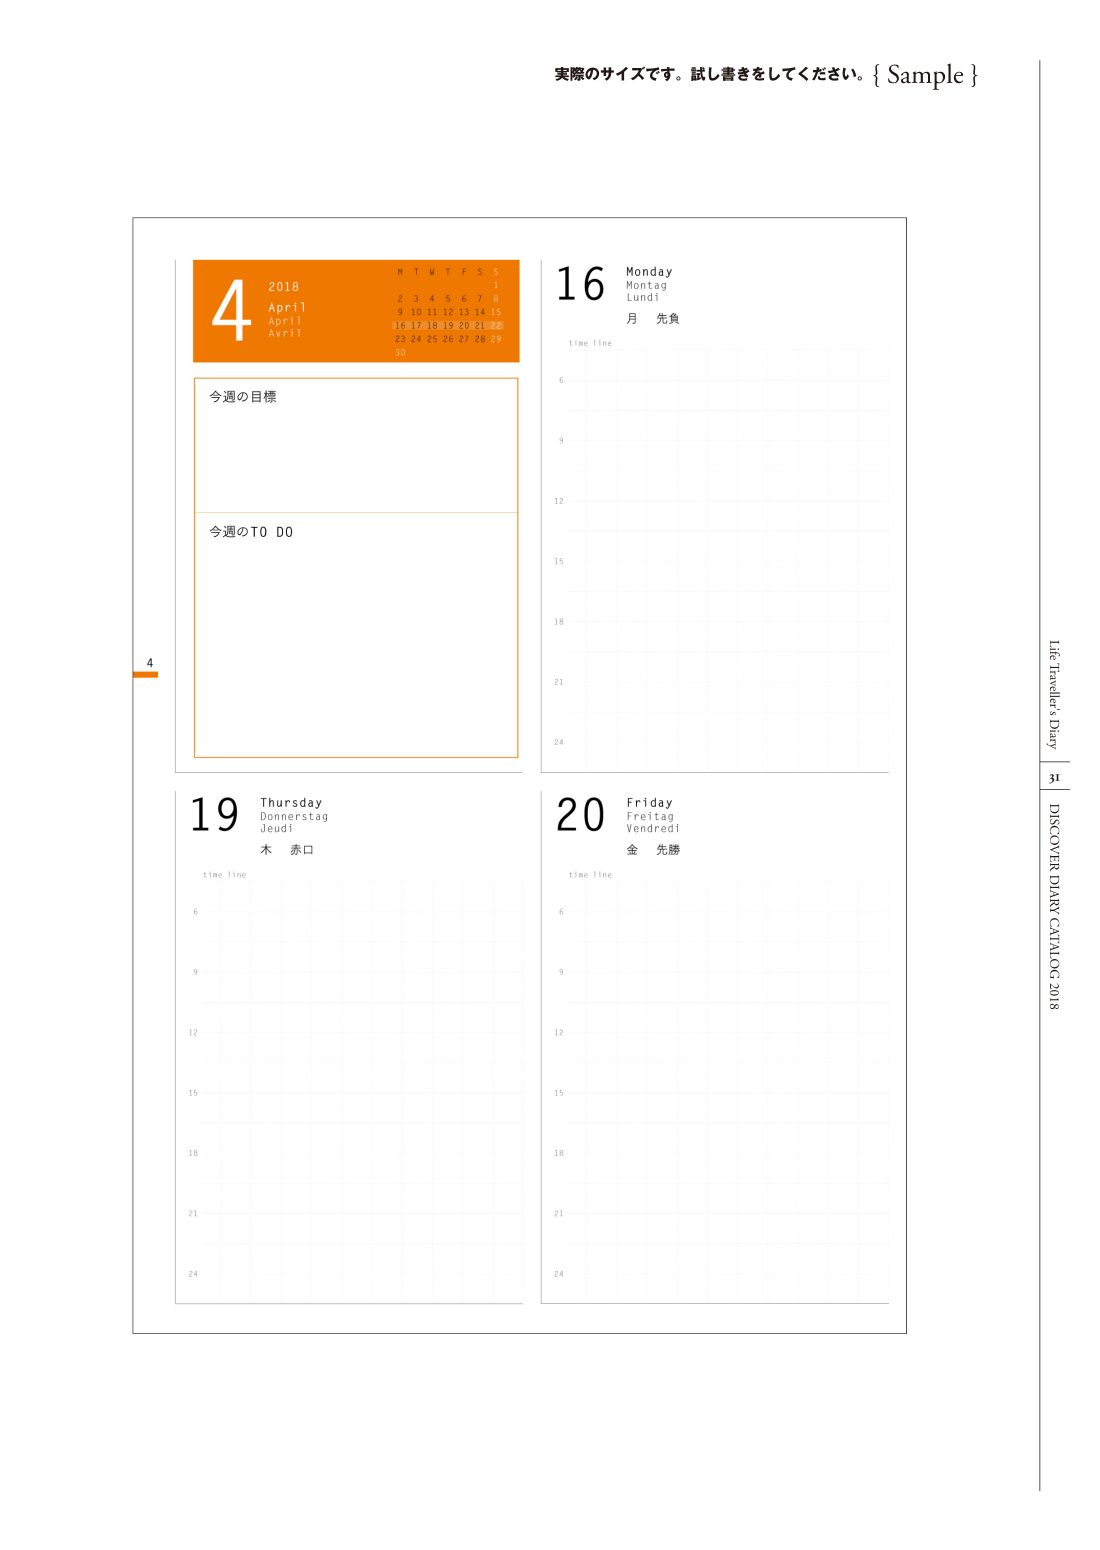 実際のサイズです。試し書きをしてください。{ Sample }
4
2018
April
April
Avril
M T W T F S S
1
2 3 4 5 6 7 8
9 10 11 12 13 14 15
16 17 18 19 20 21 22
23 24 25 26 27 28 29
30
今週の目標
今週のTO DO
4
16
Monday
Montag
Lundi
月 先負
time line
6
9
12
15
18
21
24
19
Thursday
Donnerstag
Jeudi
木 赤口
time line
6
9
12
15
18
21
24
20
Friday
Freitag
Vendredi
金 先勝
time line
6
9
12
15
18
21
24
Life Traveller's Diary
31
DISCOVER DIARY CATALOG 2018